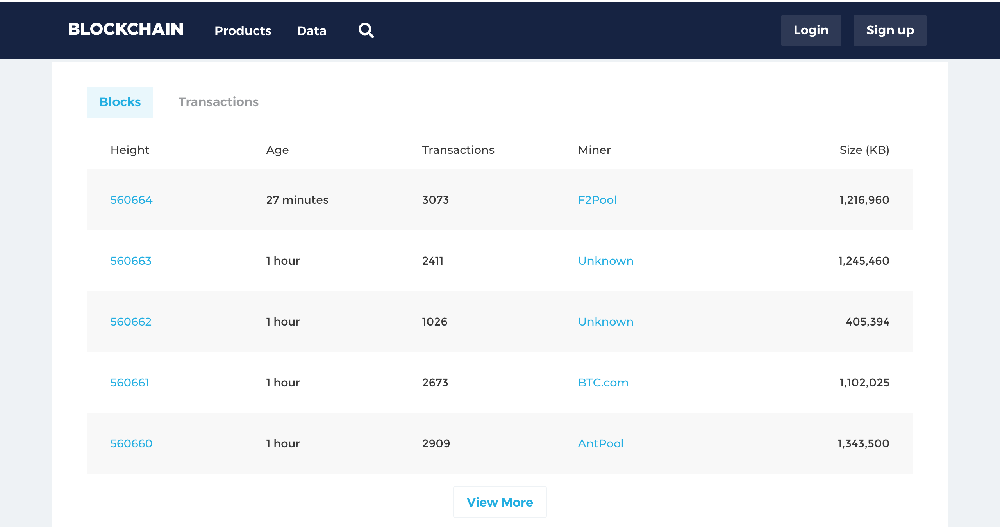 BLOCKCHAIN Products Data Login Sign up
Blocks Transactions
Height Age Transactions Miner Size (KB)
560664 27 minutes 3073 F2Pool 1,216,960
560663 1 hour 2411 Unknown 1,245,460
560662 1 hour 1026 Unknown 405,394
560661 1 hour 2673 BTC.com 1,102,025
560660 1 hour 2909 AntPool 1,343,500
View More